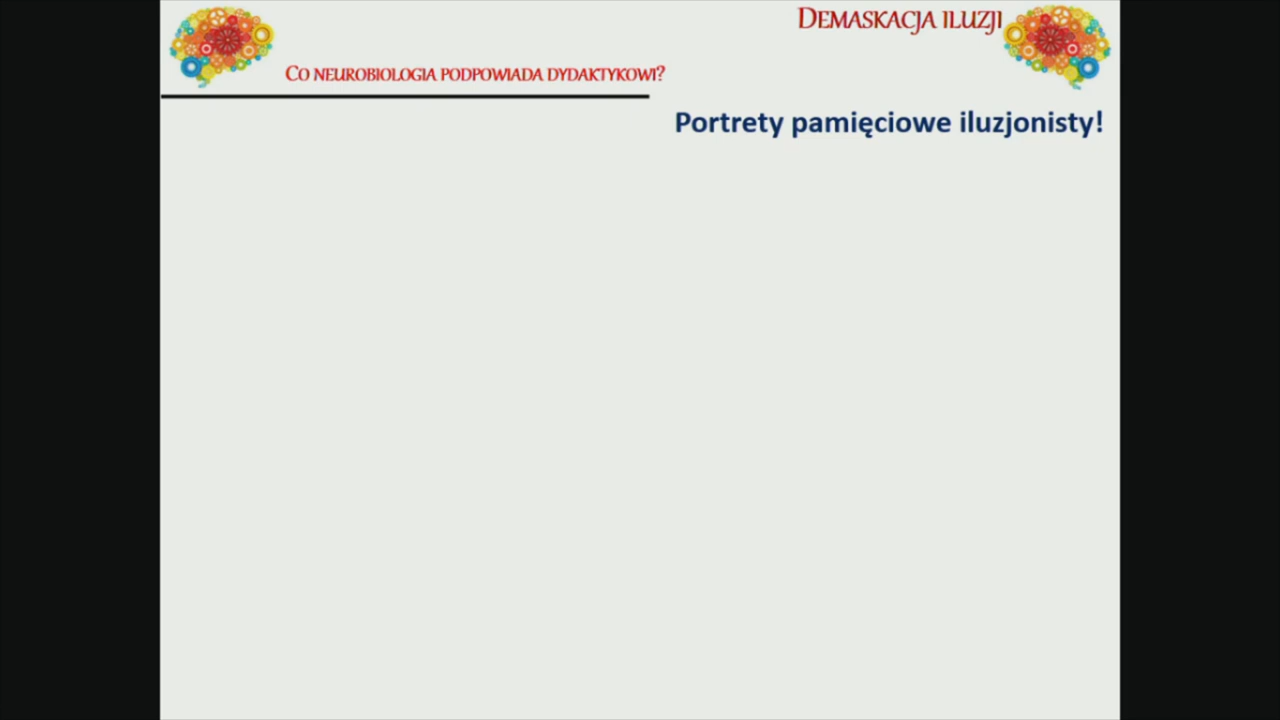 Demaskacja iluzji
Co neurobiologia podpowiada dydaktykowi?
Portrety pamięciowe iluzjonisty!